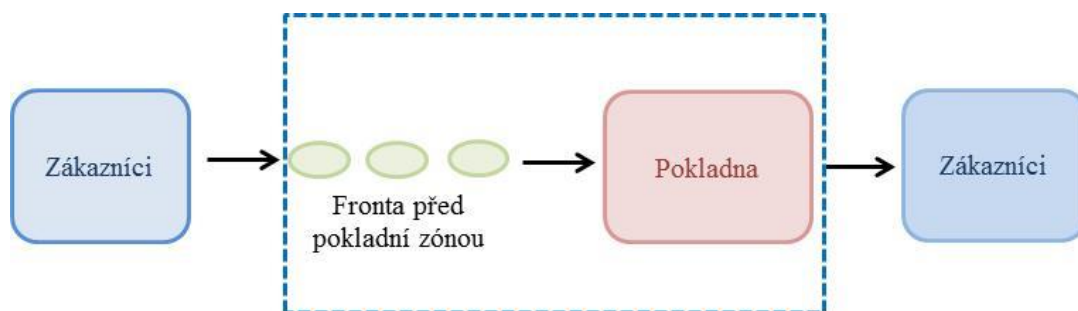 Zákazníci
Fronta před
pokladní zónou
Pokladna
Zákazníci